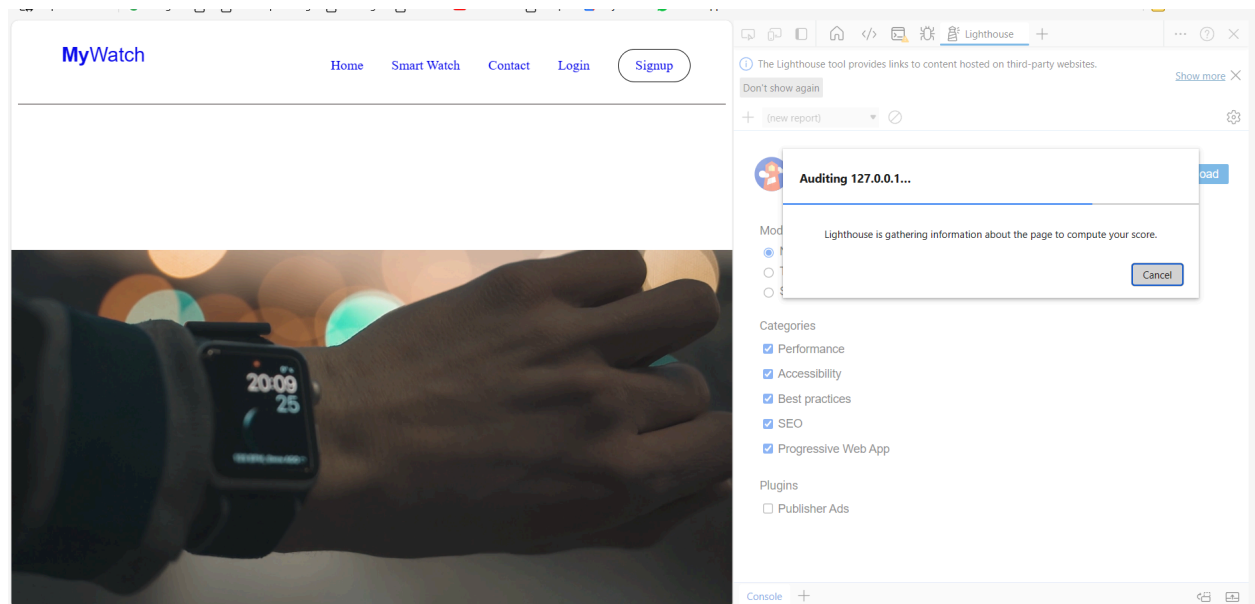 MyWatch
Home Smart Watch Contact Login Signup
20:09
25
Lighthouse
The Lighthouse tool provides links to content hosted on third-party websites.
Show more
Don't show again
(new report)
Auditing 127.0.0.1...
Lighthouse is gathering information about the page to compute your score.
Cancel
Categories
Performance
Accessibility
Best practices
SEO
Progressive Web App
Plugins
Publisher Ads
Console